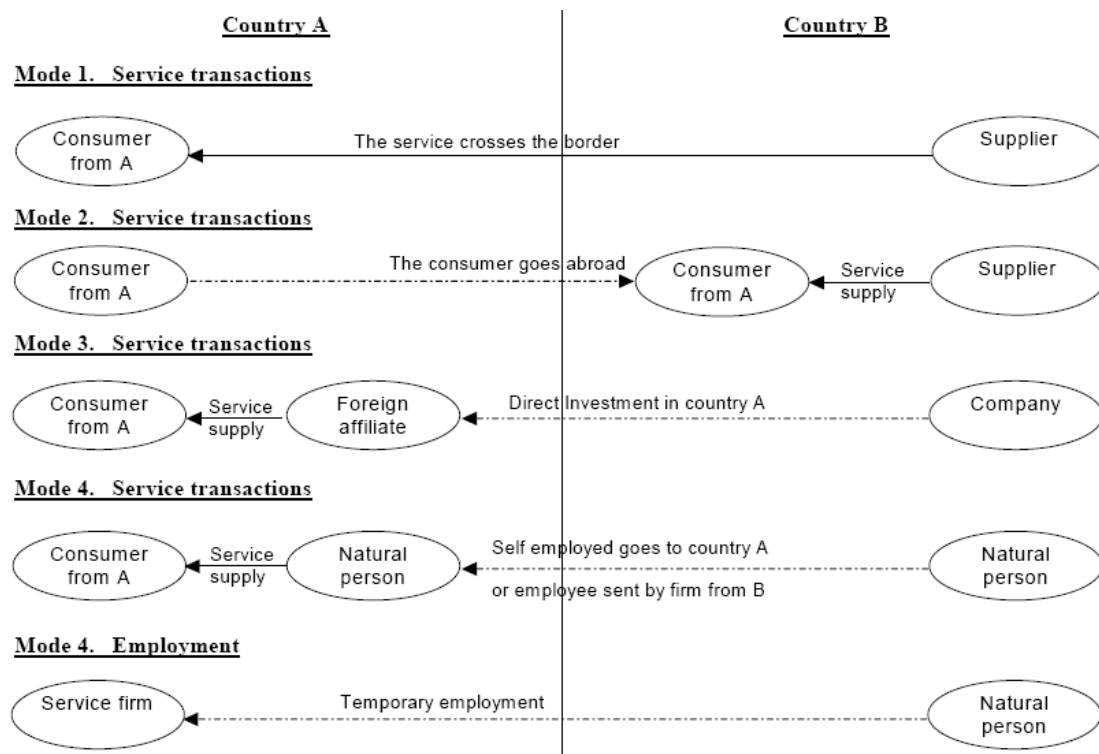 Country A
Country B
Mode 1. Service transactions
Consumer
from A
The service crosses the border
Supplier
Mode 2. Service transactions
Consumer
from A
The consumer goes abroad
Consumer
from A
Service
supply
Supplier
Mode 3. Service transactions
Consumer
from A
Service
supply
Foreign
affiliate
Direct Investment in country A
Company
Mode 4. Service transactions
Consumer
from A
Service
supply
Natural
person
Self employed goes to country A
or employee sent by firm from B
Natural
person
Mode 4. Employment
Service firm
Temporary employment
Natural
person